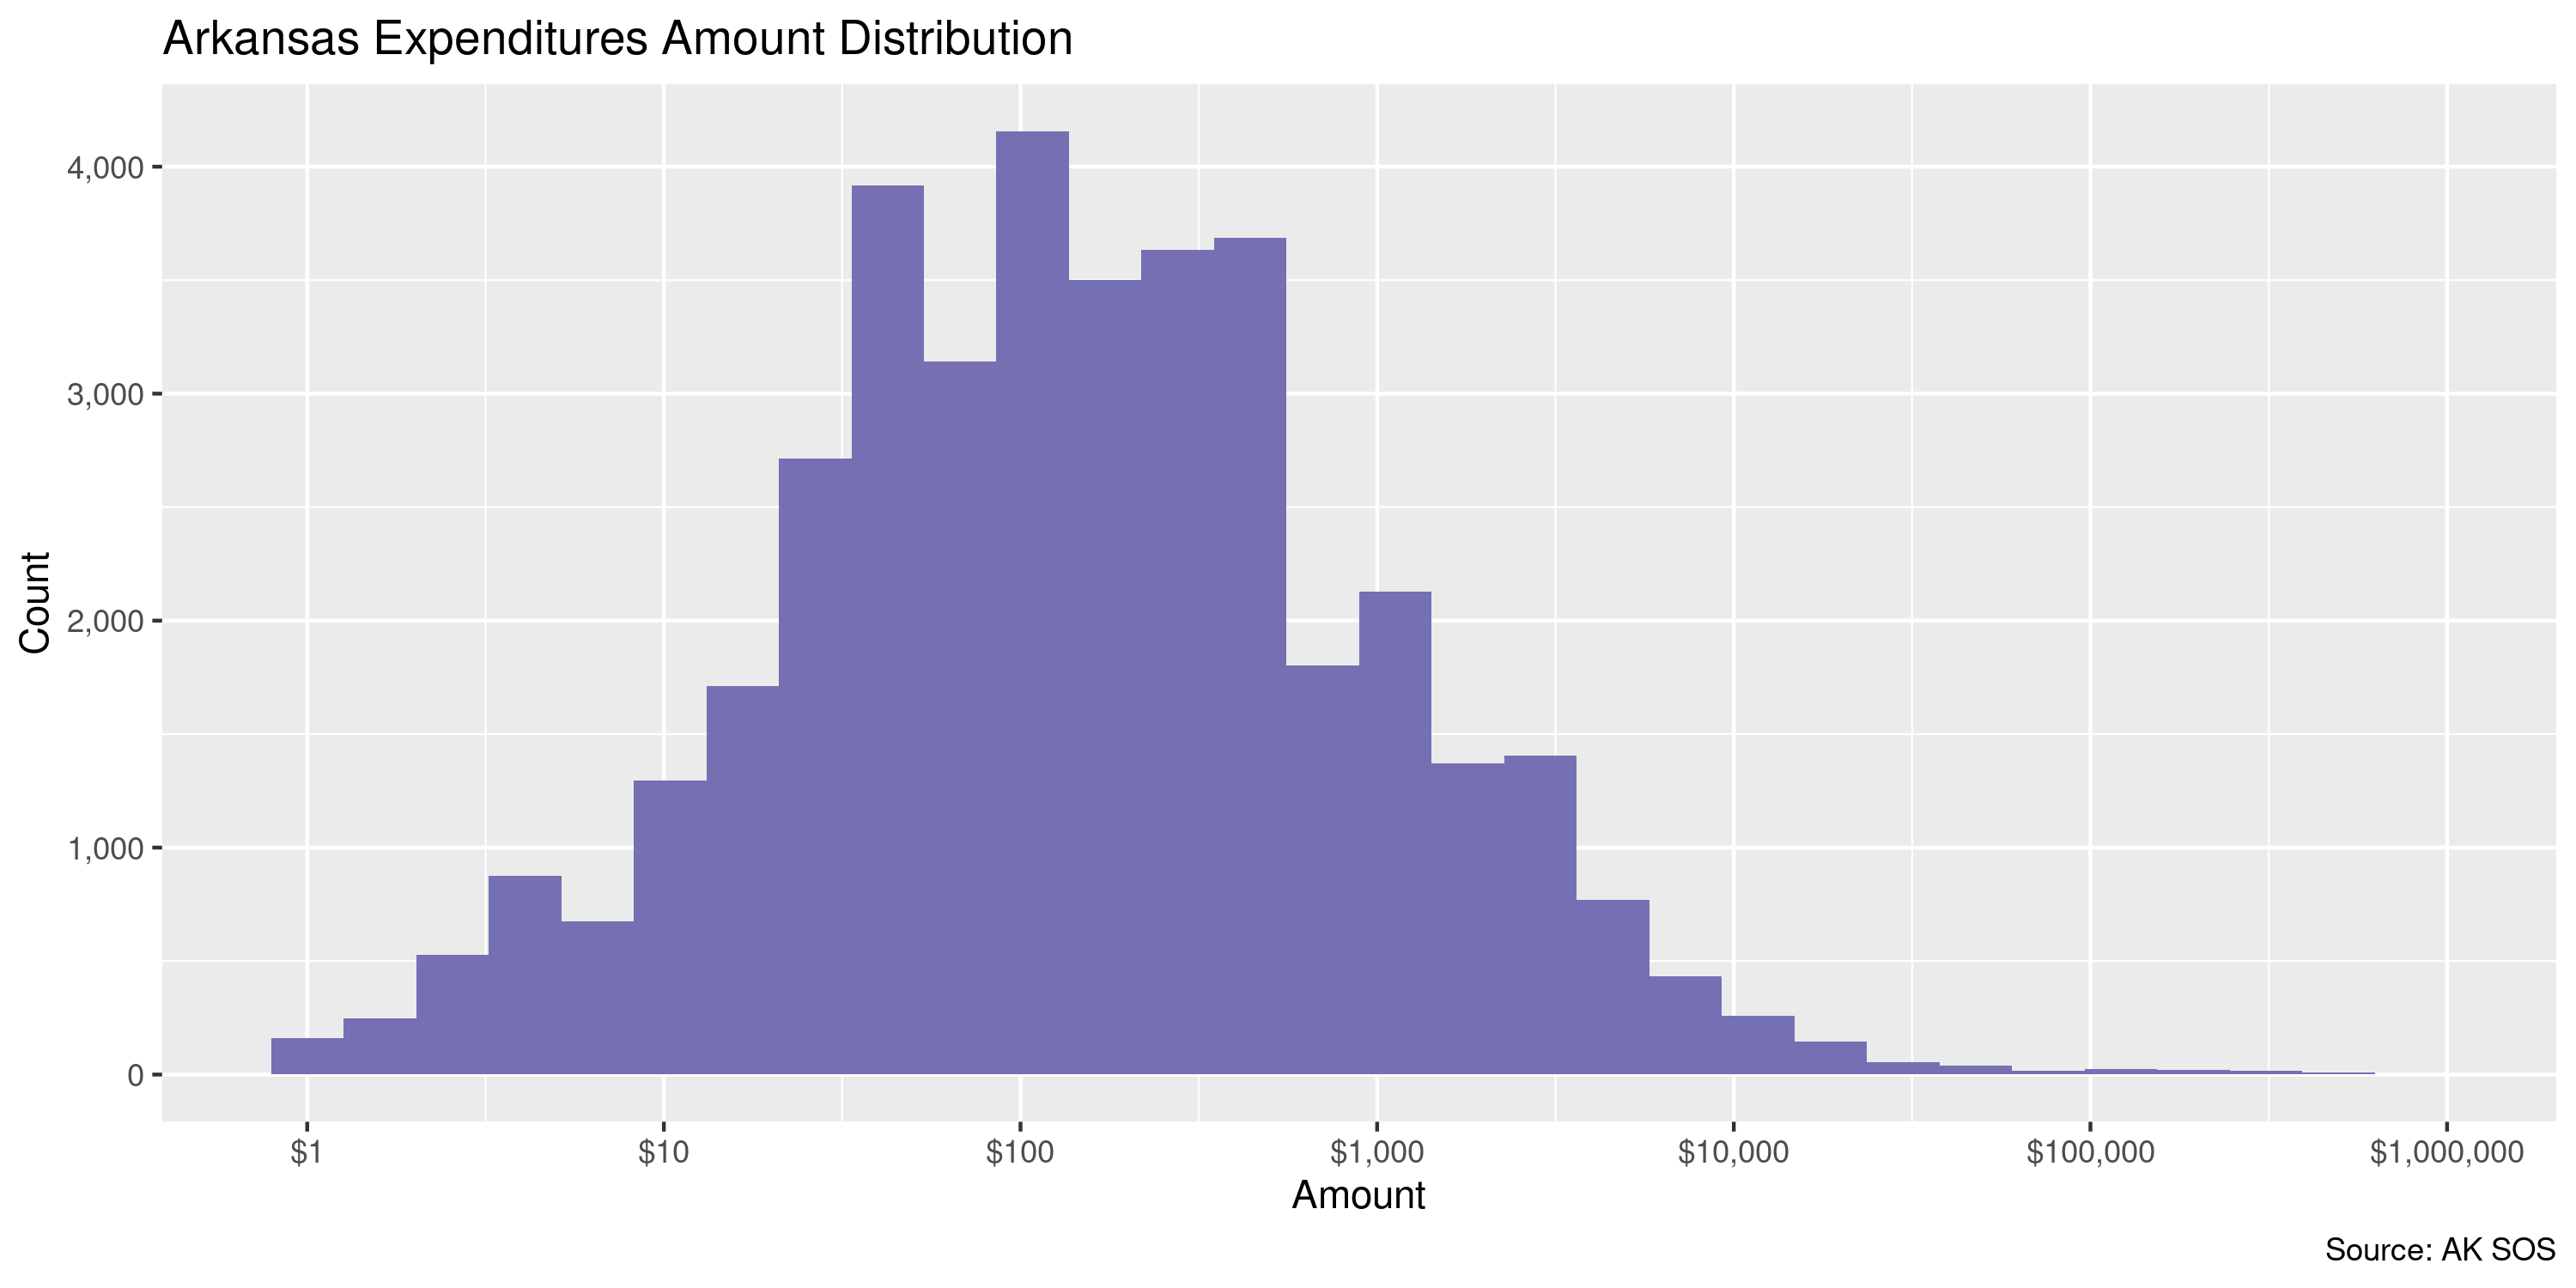 Arkansas Expenditures Amount Distribution
4,000
3,000
2,000
1,000
0
Count
$1 $10 $100 $1,000 $10,000 $100,000 $1,000,000
Amount
Source: AK SOS